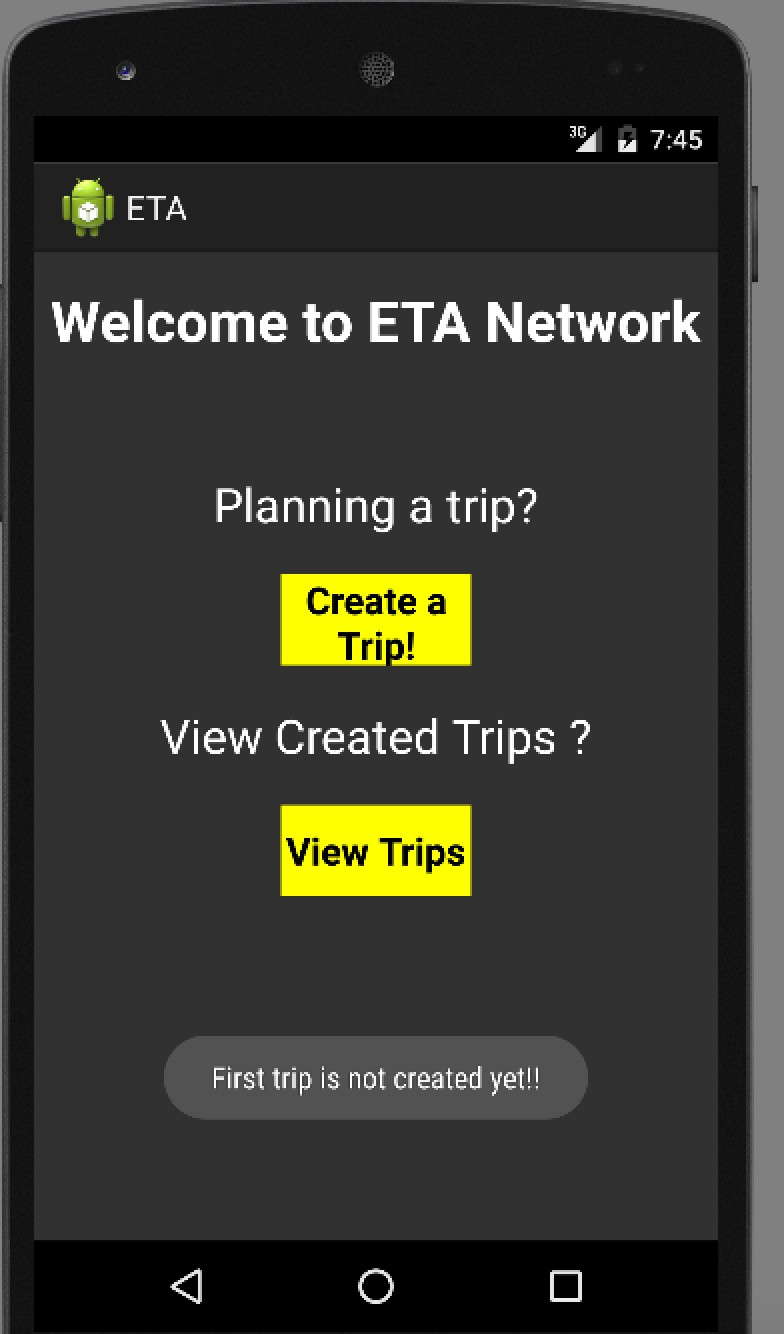 3G 7:45
ETA
Welcome to ETA Network
Planning a trip?
Create a
Trip!
View Created Trips ?
View Trips
First trip is not created yet!!